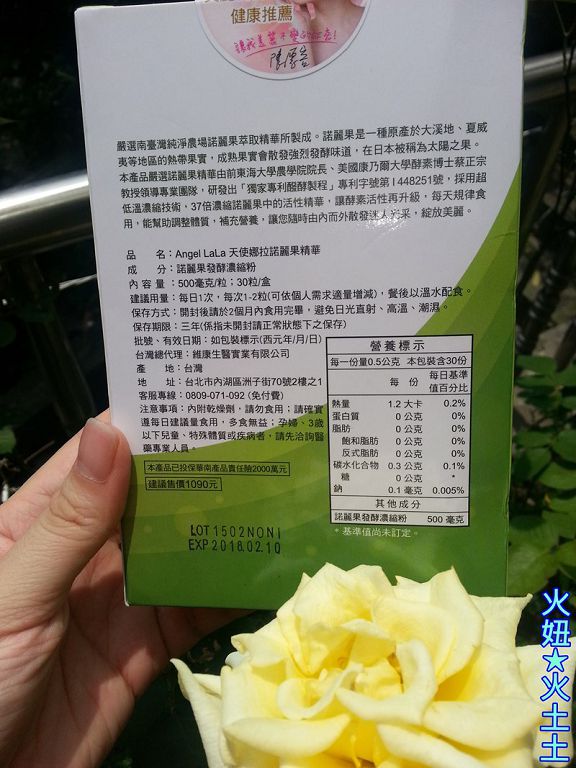 健康推薦
嚴選南臺灣純淨農場諾麗果萃取精華所製成。諾麗果是一種原產於大溪地、夏威
夷等地區的熱帶果實，成熟果實會散發強烈發酵味道，在日本被稱為太陽之果。
本產品嚴選諾麗精華由前東海大學農學院院長、美國康乃爾大學酵素博士蔡正宗
教授領導專業團隊，研發出「獨家專利醱酵製程」專利字號第I 448251號，採用超
低溫濃縮技術，37倍濃縮諾麗果中的活性精華，讓酵素活性再升級，每天規律食
用，能幫助調整體質，補充營養，讓您隨時由內而外散發迷人光采，綻放美麗。
品　　名：Angel LaLa 天使娜拉諾麗果精華
成　　分：諾麗果發酵濃縮粉
內 容 量：500毫克/粒；30粒/盒
建議用量：每日1次，每次1-2粒(可依個人需求適量增減)，餐後以溫水配食。
保存方式：開封後請於2個月內食用完畢，避免日光直射、高溫、潮濕。
保存期限：三年(係指未開封請正常狀態下之保存)
批號、有效日期：如包裝標示(西元年/月/日)
台灣總代理：維康生醫實業有限公司
產　　地：台灣
地　　址：台北市內湖區洲子街70號2樓之1
客服專線：0809-071-092 (免付費)
注意事項：內附乾燥劑，請勿食用；請確實
遵每日建議量食用，多食無益；孕婦、3歲
以下兒童、特殊體質或疾病者，請先洽詢醫
藥專業人員。
本產品已投保華南產品責任險2000萬元
建議售價1090元
營養標示
每一份量0.5公克 本包裝含30份
每　份 每日基準值百分比
熱量 1.2 大卡 0.2%
蛋白質 0 公克 0%
脂肪 0 公克 0%
飽和脂肪 0 公克 0%
反式脂肪 0 公克 0%
碳水化合物 0.3 公克 0.1%
糖 0 公克 *
鈉 0.1 毫克 0.005%
其他成分
諾麗果發酵濃縮粉 500 毫克
* 基準值尚未訂定。
LOT 1502NON1
EXP 2018.02.10
火妞★火土土